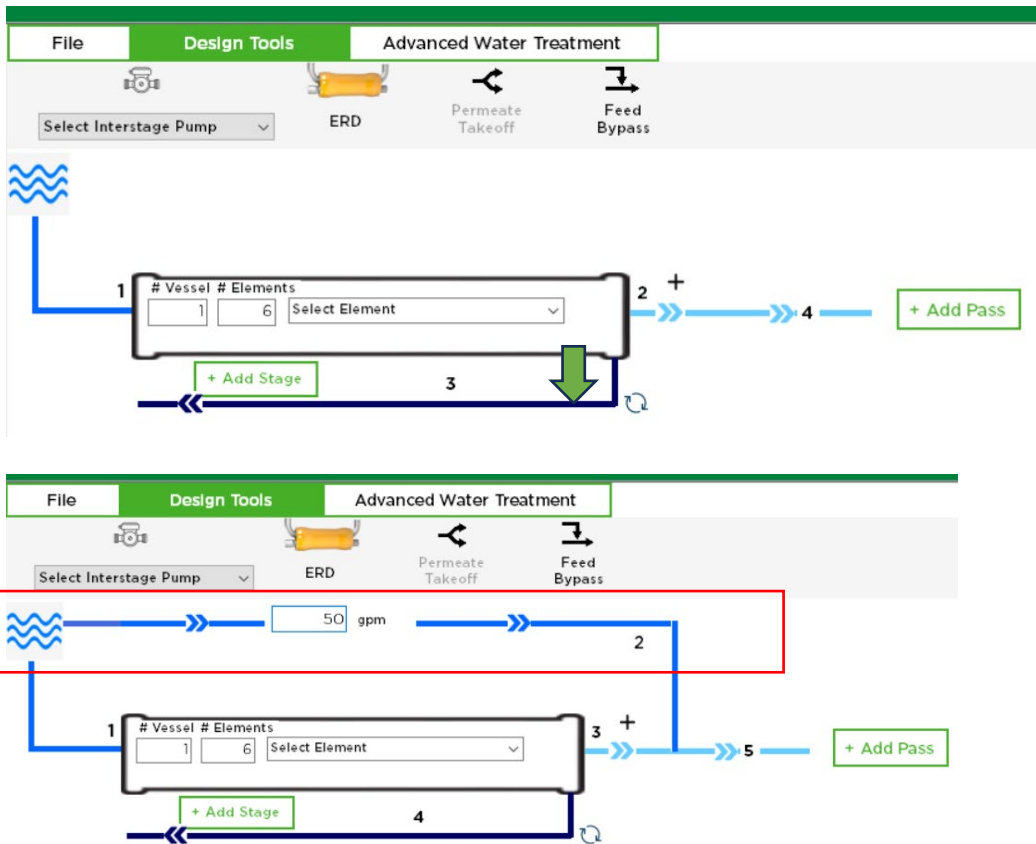 File Design Tools Advanced Water Treatment
Select Interstage Pump ERD Permeate Takeoff Feed Bypass
1 # Vessel # Elements 2 +
1 6 Select Element 4 + Add Pass
+ Add Stage 3
File Design Tools Advanced Water Treatment
Select Interstage Pump ERD Permeate Takeoff Feed Bypass
50 gpm
2
1 # Vessel # Elements 3 +
1 6 Select Element 5 + Add Pass
+ Add Stage 4